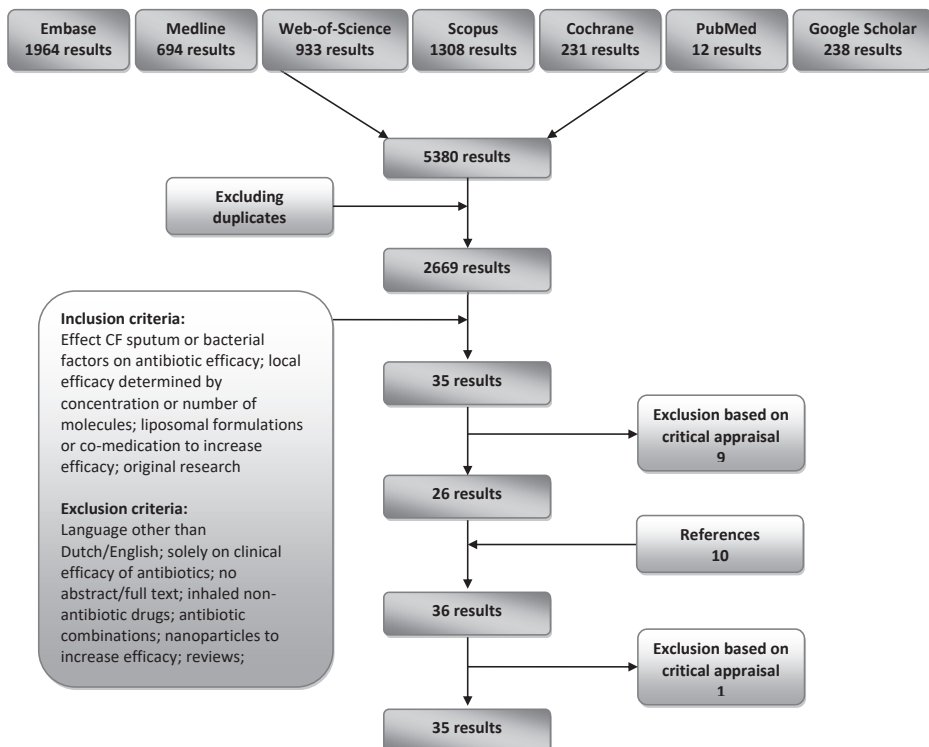 Embase
1964 results
Medline
694 results
Web-of-Science
933 results
Scopus
1308 results
Cochrane
231 results
PubMed
12 results
Google Scholar
238 results
5380 results
Excluding
duplicates
2669 results
Inclusion criteria:
Effect CF sputum or bacterial
factors on antibiotic efficacy; local
efficacy determined by
concentration or number of
molecules; liposomal formulations
or co-medication to increase
efficacy; original research
Exclusion criteria:
Language other than
Dutch/English; solely on clinical
efficacy of antibiotics; no
abstract/full text; inhaled non-
antibiotic drugs; antibiotic
combinations; nanoparticles to
increase efficacy; reviews;
35 results
Exclusion based on
critical appraisal
9
26 results
References
10
36 results
Exclusion based on
critical appraisal
1
35 results